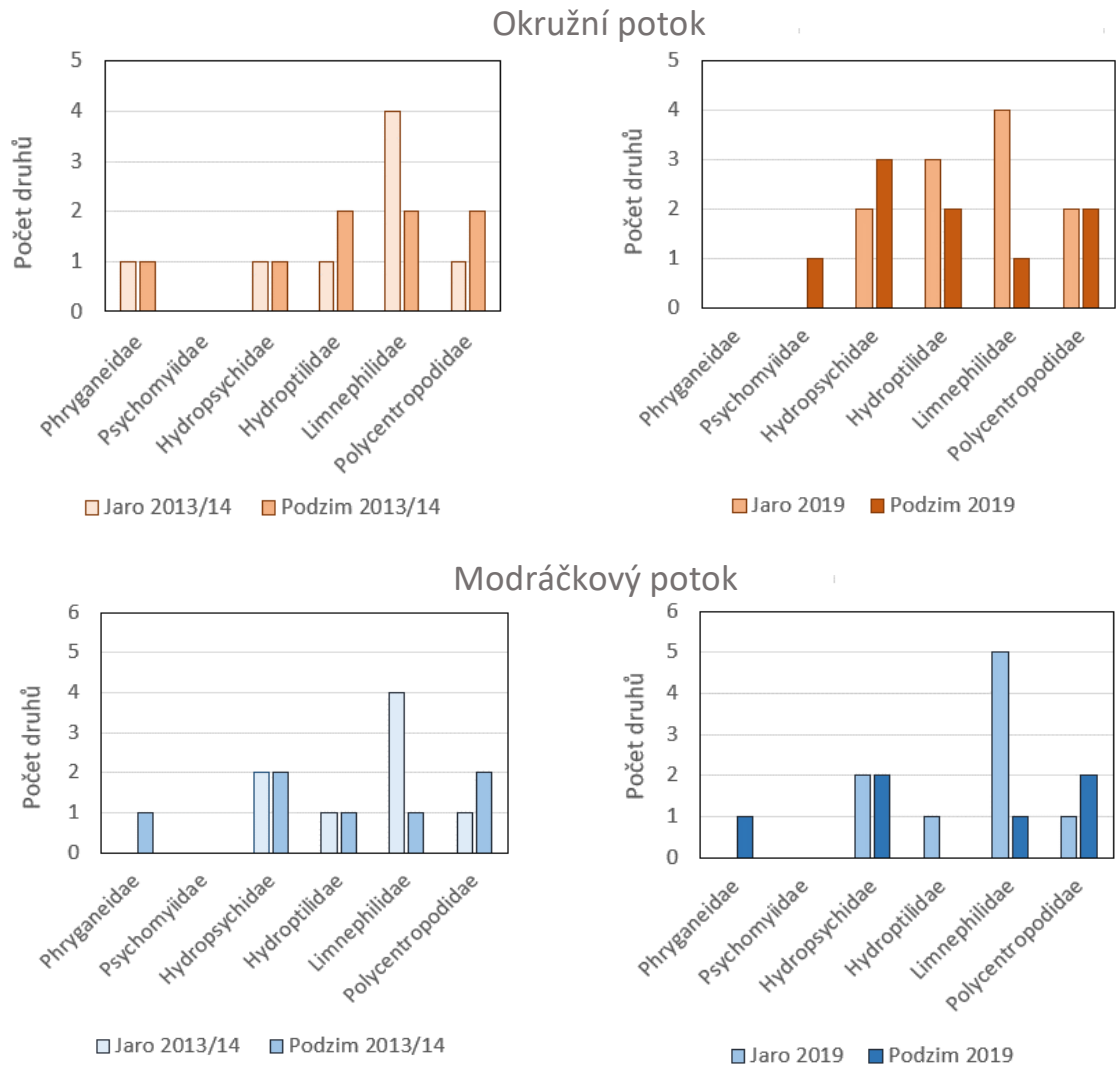 Okružní potok
Počet druhů
5
4
3
2
1
0
Phryganeidae
Psychomyiidae
Hydropsychidae
Hydroptilidae
Limnephilidae
Polycentropodidae
Jaro 2013/14 Podzim 2013/14
Počet druhů
5
4
3
2
1
0
Phryganeidae
Psychomyiidae
Hydropsychidae
Hydroptilidae
Limnephilidae
Polycentropodidae
Jaro 2019 Podzim 2019
Modráčkový potok
Počet druhů
6
5
4
3
2
1
0
Phryganeidae
Psychomyiidae
Hydropsychidae
Hydroptilidae
Limnephilidae
Polycentropodidae
Jaro 2013/14 Podzim 2013/14
Počet druhů
6
5
4
3
2
1
0
Phryganeidae
Psychomyiidae
Hydropsychidae
Hydroptilidae
Limnephilidae
Polycentropodidae
Jaro 2019 Podzim 2019